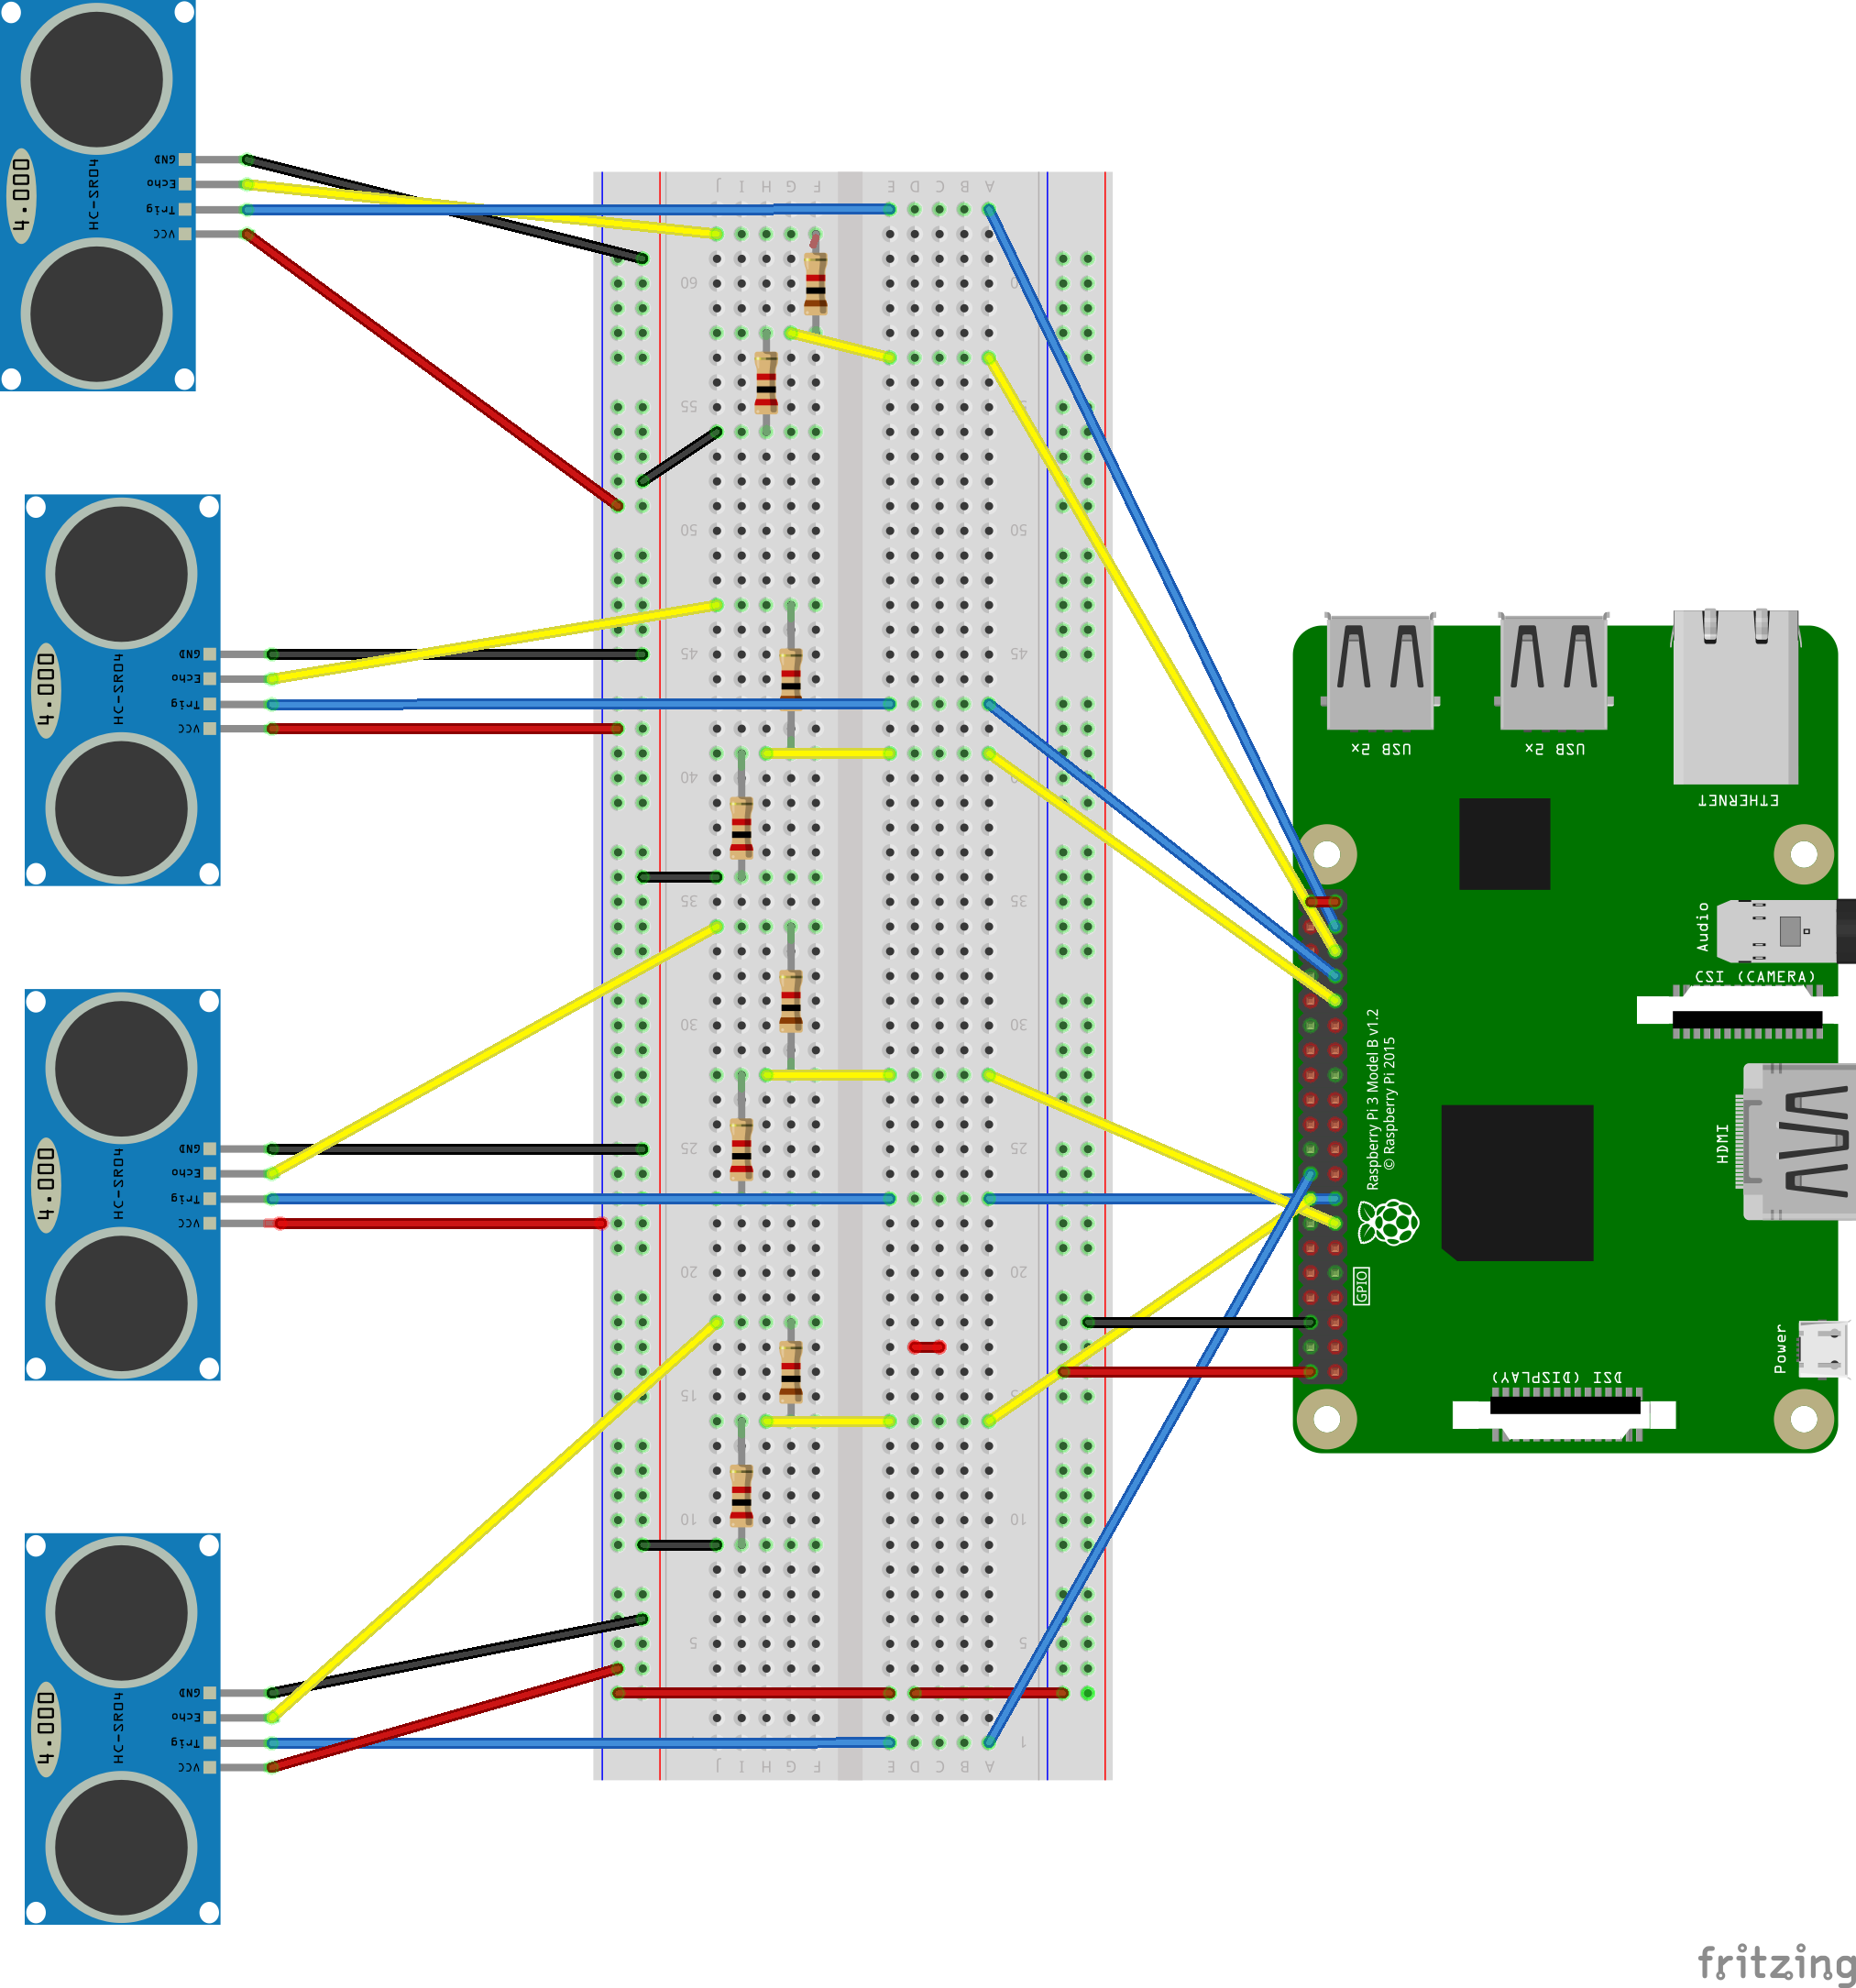 GND
Echo
Trig
VCC
HC-SR04
4.000
GND
Echo
Trig
VCC
HC-SR04
4.000
GND
Echo
Trig
VCC
HC-SR04
4.000
GND
Echo
Trig
VCC
HC-SR04
4.000
J I H G F E D C B A
60
55
50 50
45 45
40
35 35
30 30
25 25
20 20
15
10 10
5 5
1
J I H G F E D C B A
USB 2x
USB 2x
ETHERNET
Audio
CSI (CAMERA)
Raspberry Pi 3 Model B v1.2
© Raspberry Pi 2015
HDMI
GPIO
Power
DSI (DISPLAY)
fritzing